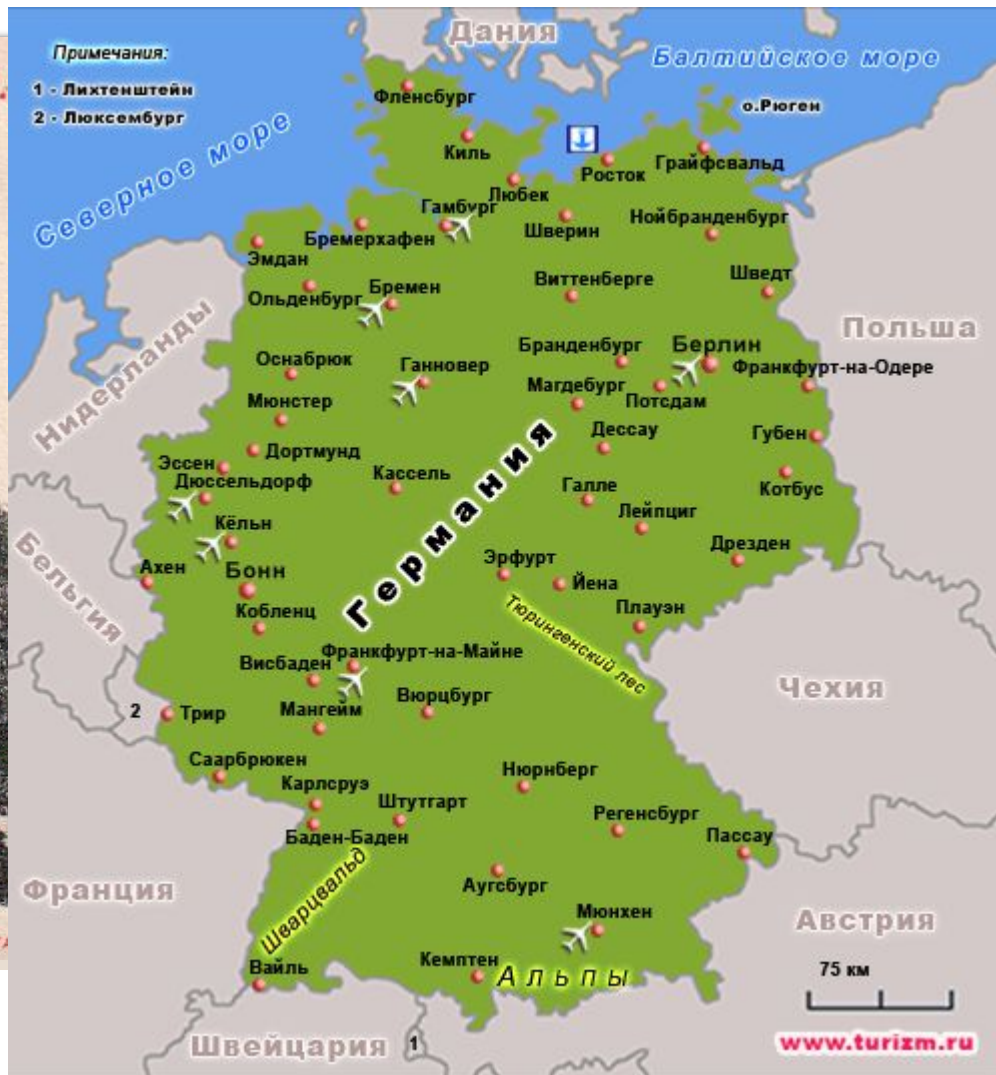 Примечания:
1 - Лихтенштейн
2 - Люксембург
Дания
Балтийское море
Северное море
о.Рюген
Фленсбург
Киль
Любек
Росток
Грайфсвальд
Гамбург
Бремерхафен
Шверин
Нойбранденбург
Эмдан
Ольденбург
Бремен
Виттенберге
Шведт
Нидерланды
Польша
Оснабрюк
Ганновер
Бранденбург
Берлин
Франкфурт-на-Одере
Мюнстер
Магдебург
Потсдам
Дессау
Губен
Дортмунд
Эссен
Дюссельдорф
Кассель
Галле
Котбус
Германия
Лейпциг
Кёльн
Бельгия
Ахен
Бонн
Эрфурт
Йена
Дрезден
Кобленц
Плауэн
Тюрингенский лес
Висбаден
Франкфурт-на-Майне
Чехия
2
Трир
Мангейм
Вюрцбург
Саарбрюкен
Карлсруэ
Штутгарт
Нюрнберг
Регенсбург
Баден-Баден
Пассау
Франция
Шварцвальд
Аугсбург
Мюнхен
Австрия
Вайль
Кемптен
Альпы
75 км
Швейцария
1
www.turizm.ru